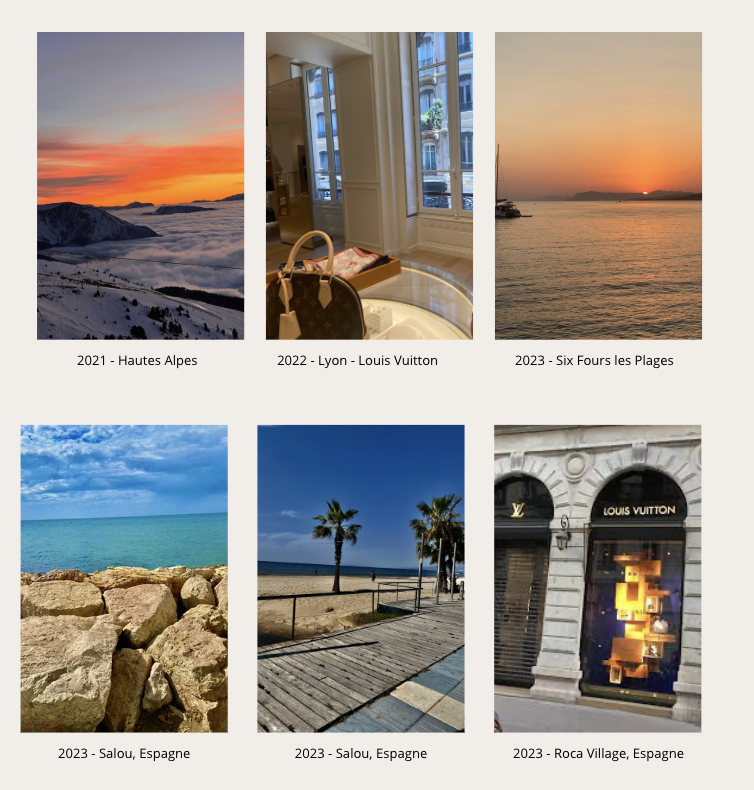 2021 - Hautes Alpes
2022 - Lyon - Louis Vuitton
2023 - Six Fours les Plages
LV
LOUIS VUITTON
2023 - Salou, Espagne
2023 - Salou, Espagne
2023 - Roca Village, Espagne